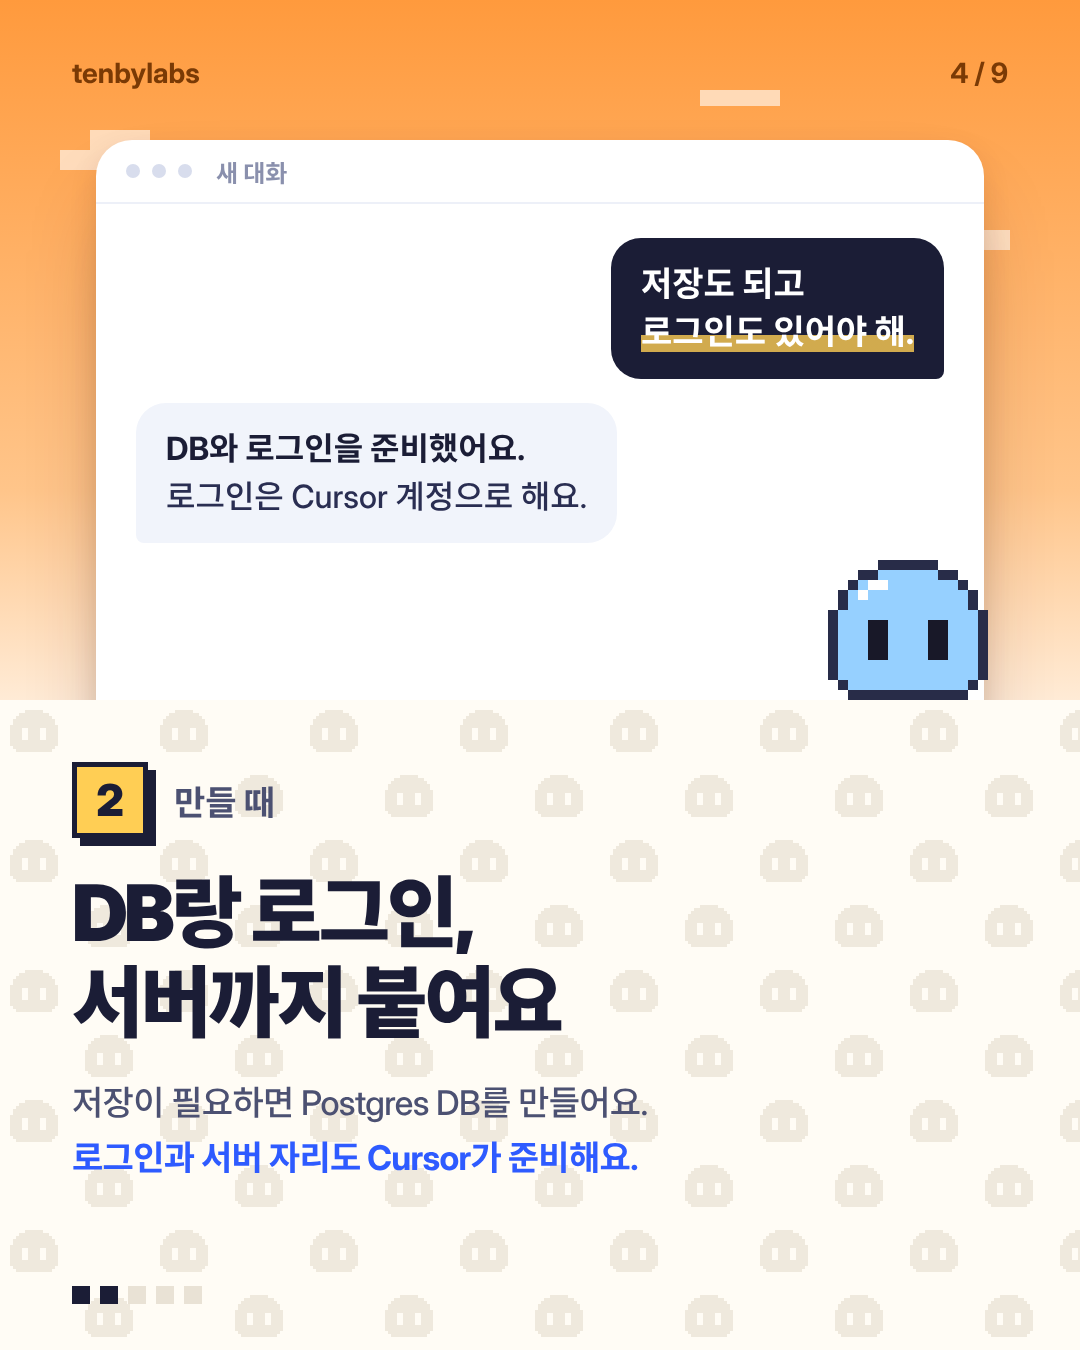 tenbylabs
4 / 9
새 대화
저장도 되고
로그인도 있어야 해.
DB와 로그인을 준비했어요.
로그인은 Cursor 계정으로 해요.
2
만들 때
DB랑 로그인,
서버까지 붙여요
저장이 필요하면 Postgres DB를 만들어요.
로그인과 서버 자리도 Cursor가 준비해요.